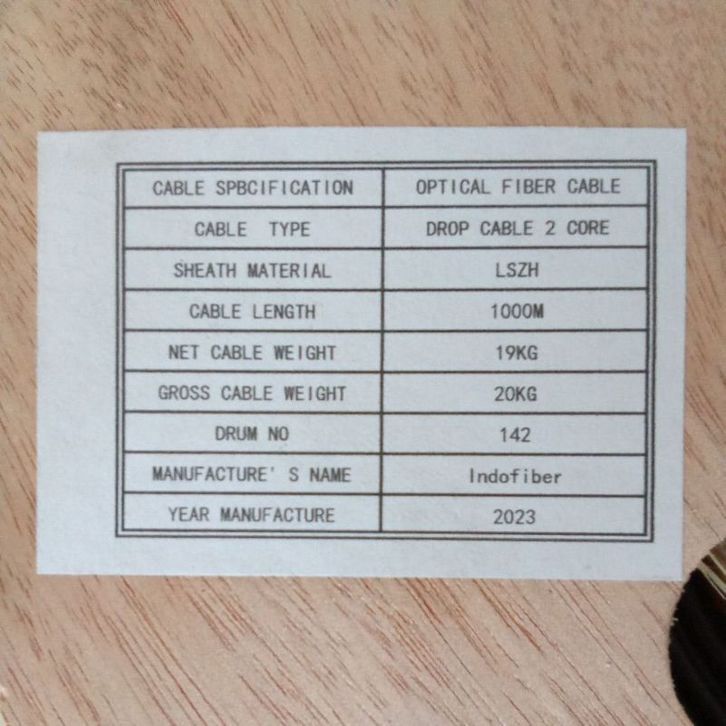 CABLE SPBCIFICATION OPTICAL FIBER CABLE
CABLE TYPE DROP CABLE 2 CORE
SHEATH MATERIAL LSZH
CABLE LENGTH 1000M
NET CABLE WEIGHT 19KG
GROSS CABLE WEIGHT 20KG
DRUM NO 142
MANUFACTURE' S NAME Indofiber
YEAR MANUFACTURE 2023